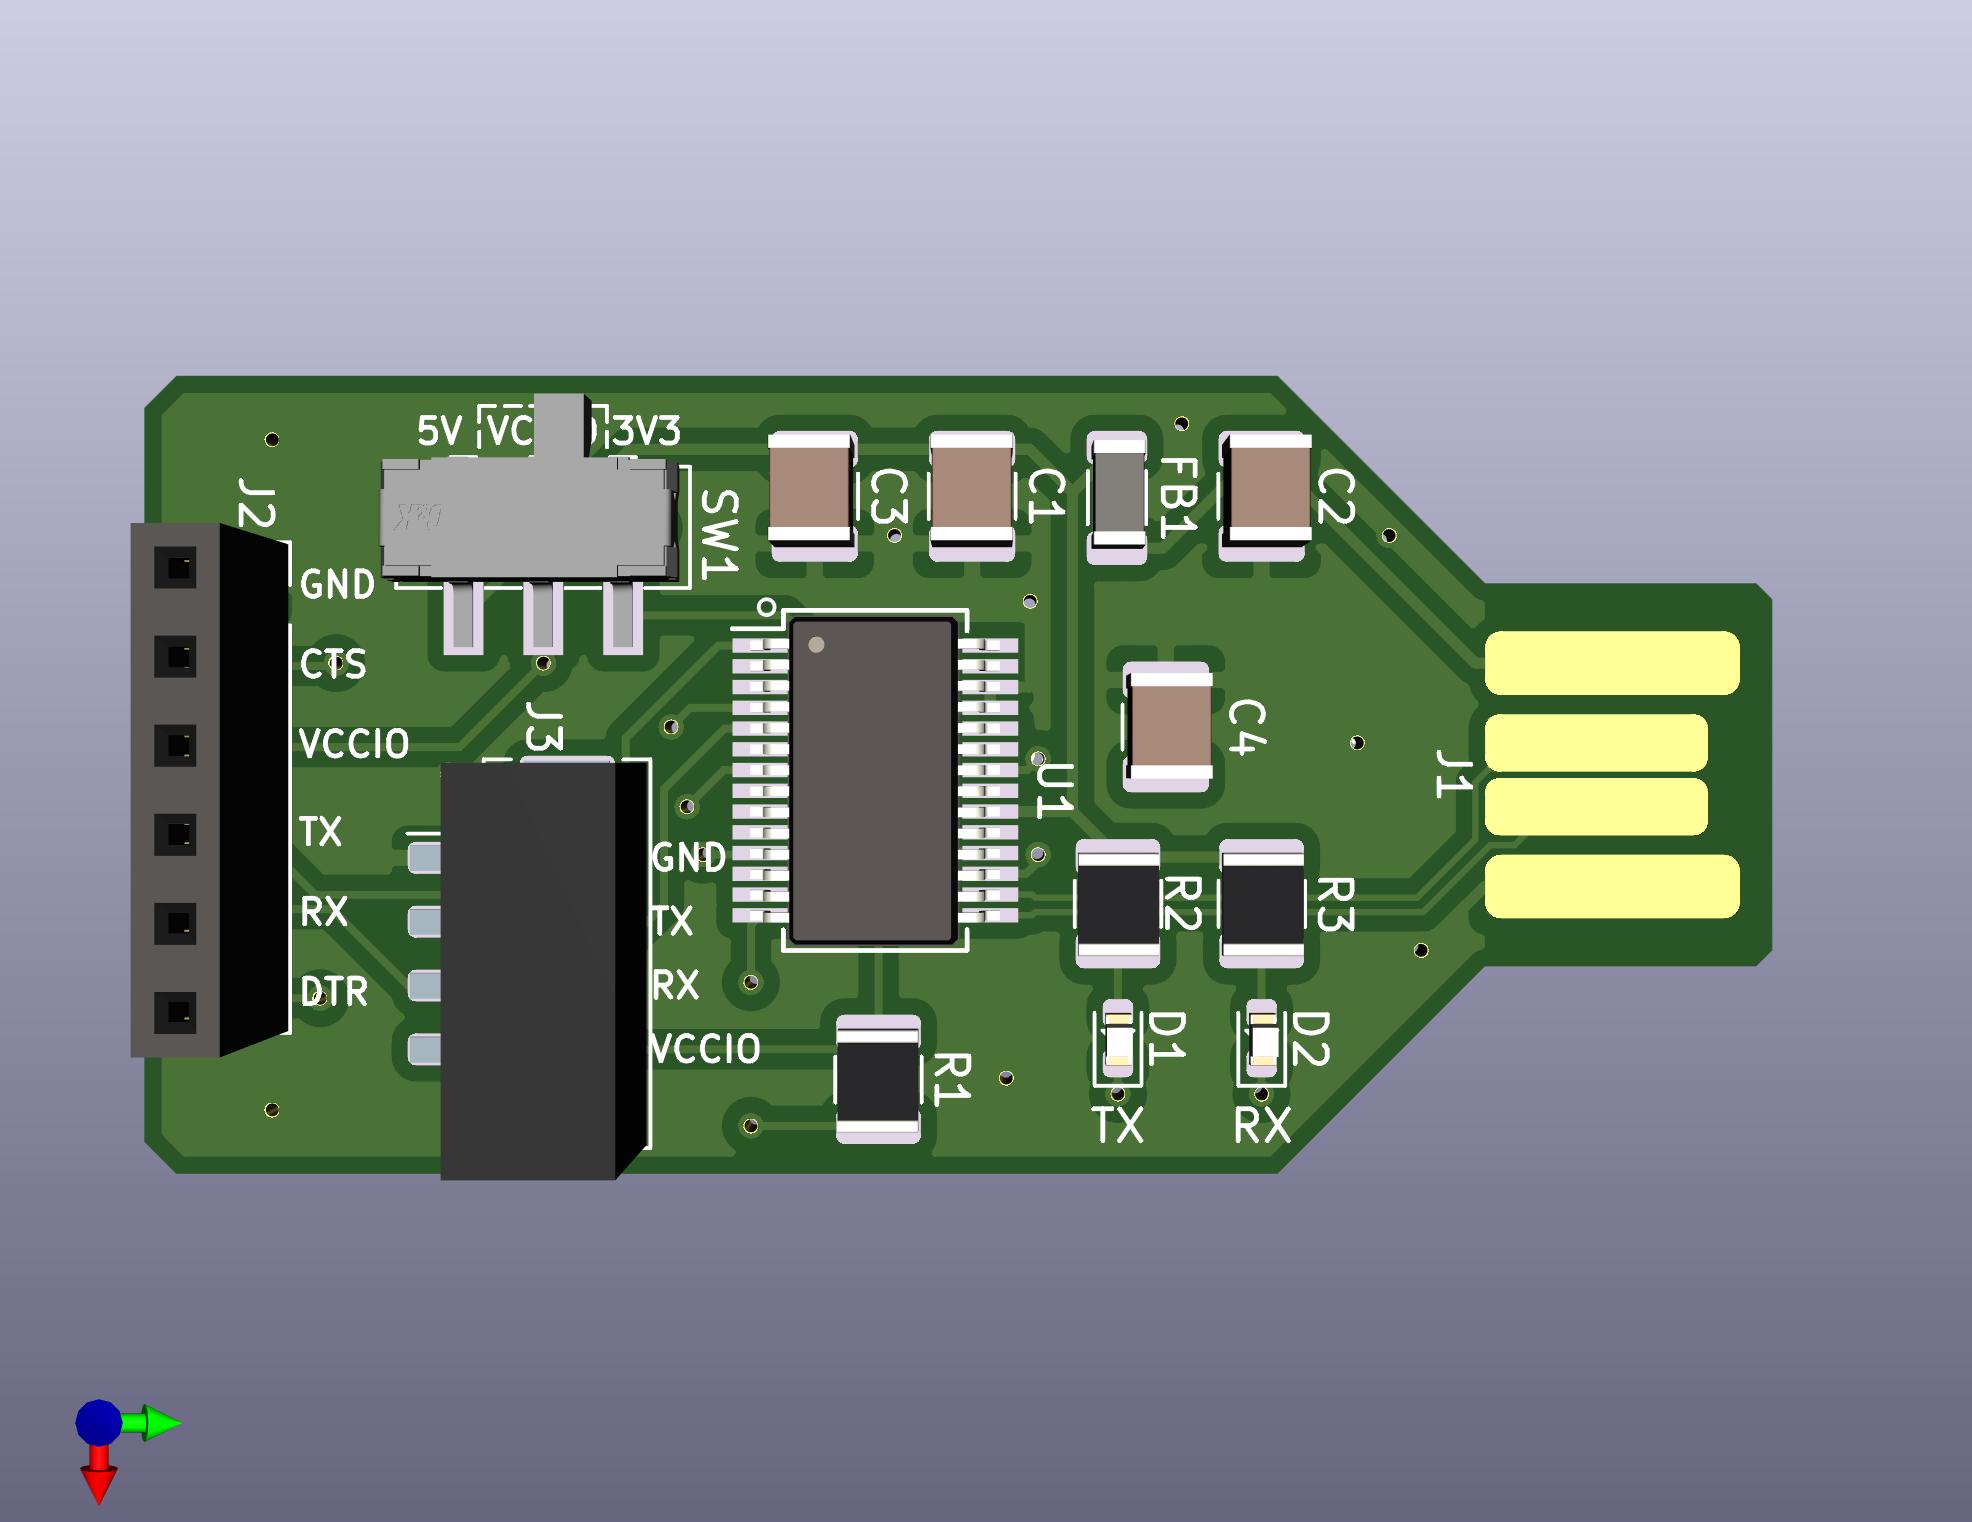 5V VC 3V3
J2
SW1
C3
C1
FB1
C2
GND
CTS
VCCIO
TX
RX
DTR
J3
GND
TX
RX
VCCIO
U1
C4
J1
R2
R3
R1
D1
D2
TX
RX